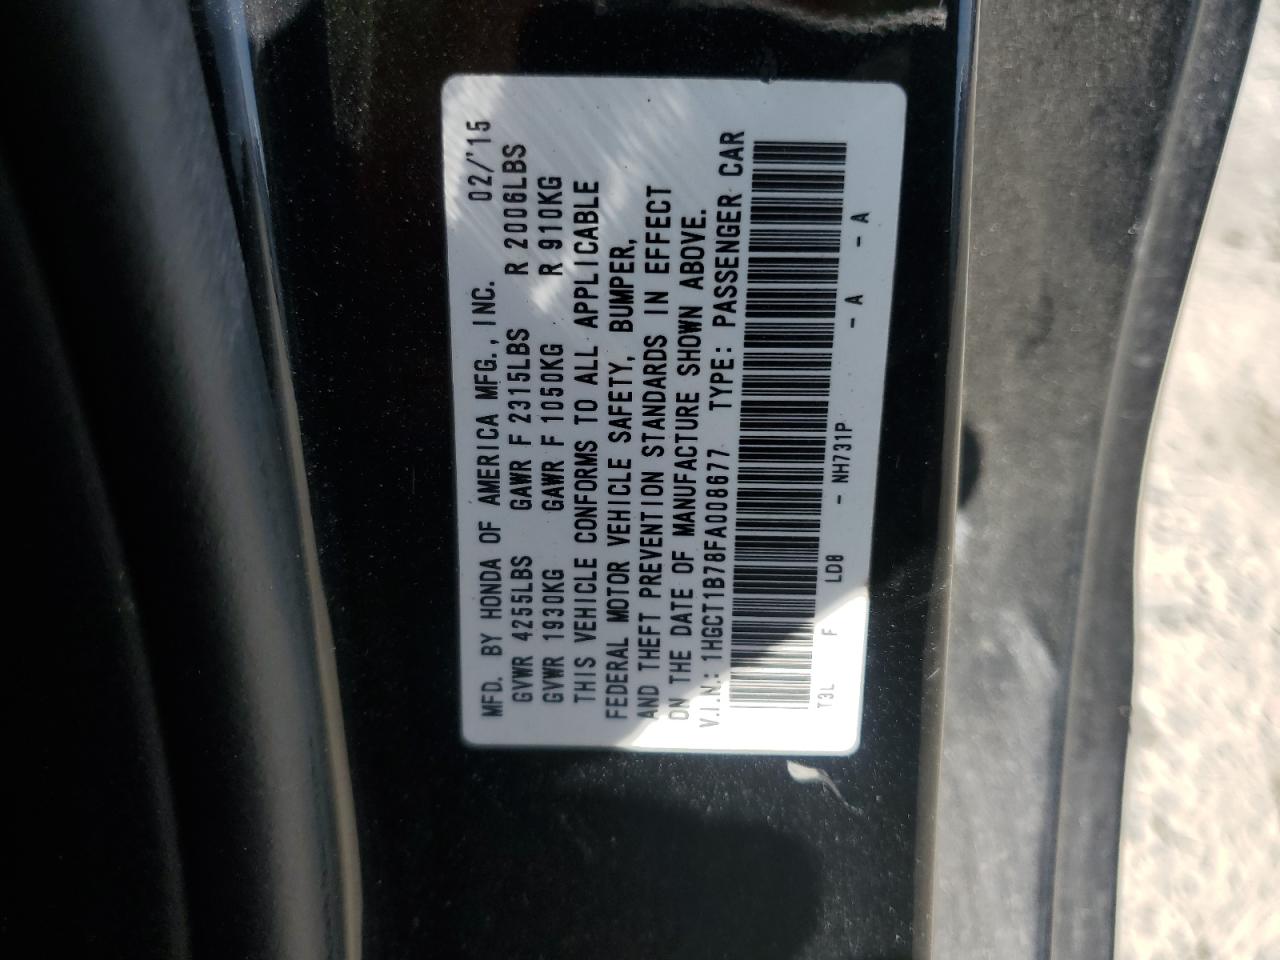 MFD. BY HONDA OF AMERICA MFG., INC. 02/'15
GVWR 4255LBS GAWR F 2315LBS R 2006LBS
GVWR 1930KG GAWR F 1050KG R 910KG
THIS VEHICLE CONFORMS TO ALL APPLICABLE
FEDERAL MOTOR VEHICLE SAFETY, BUMPER,
AND THEFT PREVENTION STANDARDS IN EFFECT
ON THE DATE OF MANUFACTURE SHOWN ABOVE.
V.I.N.: 1HGCT1B78FA008677 TYPE: PASSENGER CAR
T3L F LD8 - NH731P - A - A